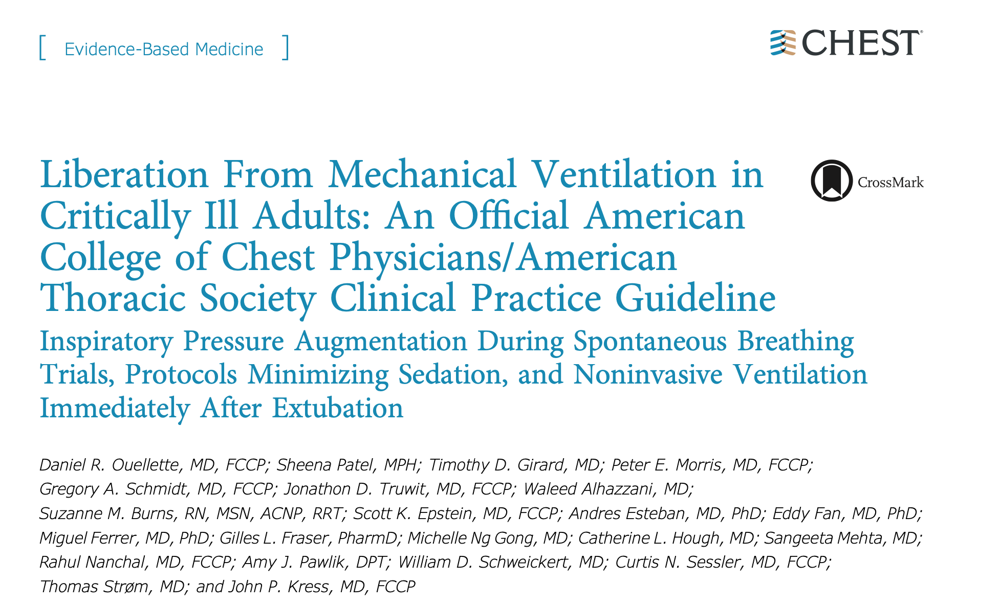 [ Evidence-Based Medicine ]
CHEST®
Liberation From Mechanical Ventilation in
Critically Ill Adults: An Official American
College of Chest Physicians/American
Thoracic Society Clinical Practice Guideline
CrossMark
Inspiratory Pressure Augmentation During Spontaneous Breathing
Trials, Protocols Minimizing Sedation, and Noninvasive Ventilation
Immediately After Extubation
Daniel R. Ouellette, MD, FCCP; Sheena Patel, MPH; Timothy D. Girard, MD; Peter E. Morris, MD, FCCP;
Gregory A. Schmidt, MD, FCCP; Jonathon D. Truwit, MD, FCCP; Waleed Alhazzani, MD;
Suzanne M. Burns, RN, MSN, ACNP, RRT; Scott K. Epstein, MD, FCCP; Andres Esteban, MD, PhD; Eddy Fan, MD, PhD;
Miguel Ferrer, MD, PhD; Gilles L. Fraser, PharmD; Michelle Ng Gong, MD; Catherine L. Hough, MD; Sangeeta Mehta, MD;
Rahul Nanchal, MD, FCCP; Amy J. Pawlik, DPT; William D. Schweickert, MD; Curtis N. Sessler, MD, FCCP;
Thomas Strøm, MD; and John P. Kress, MD, FCCP